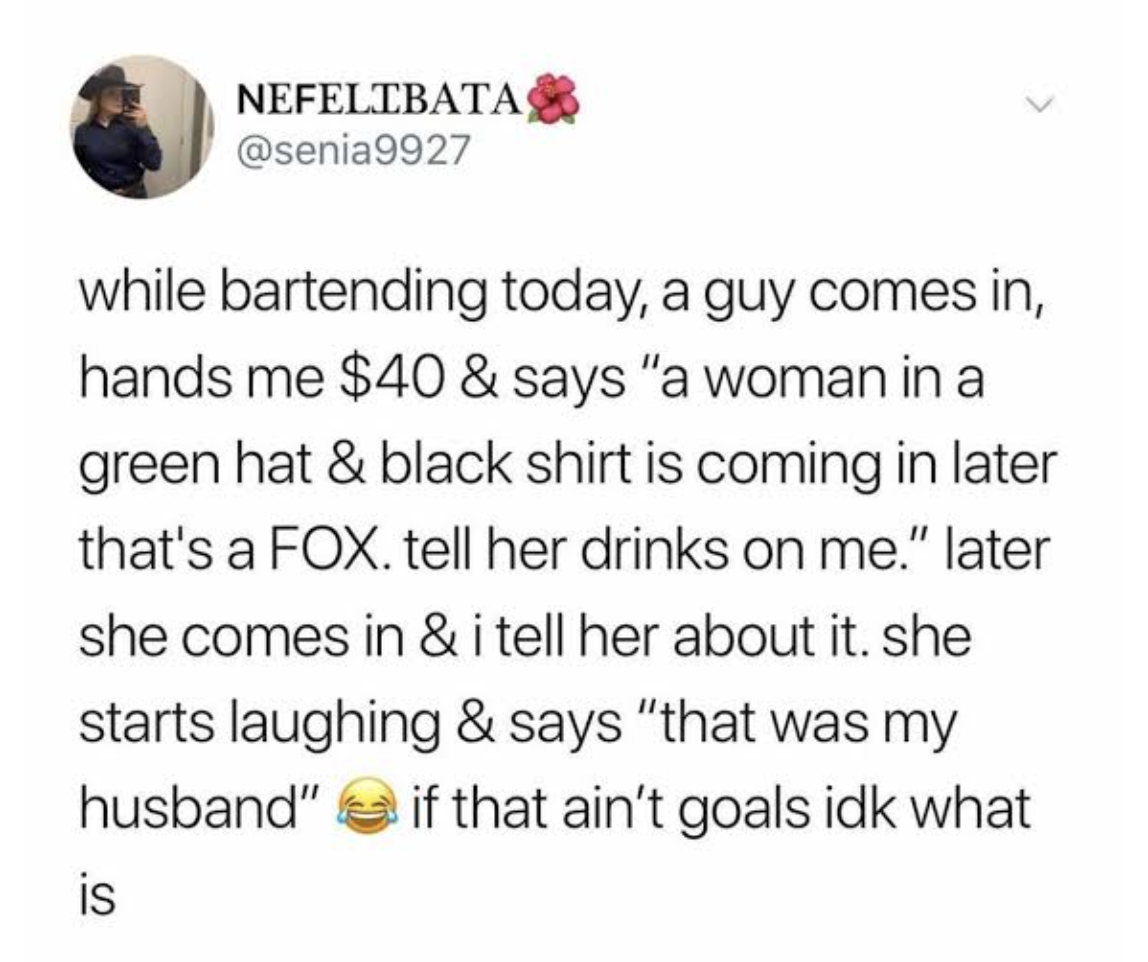 NEFELIBATA🌺
@senia9927
while bartending today, a guy comes in,
hands me $40 & says “a woman in a
green hat & black shirt is coming in later
that's a FOX. tell her drinks on me.” later
she comes in & i tell her about it. she
starts laughing & says “that was my
husband” 😂 if that ain’t goals idk what
is